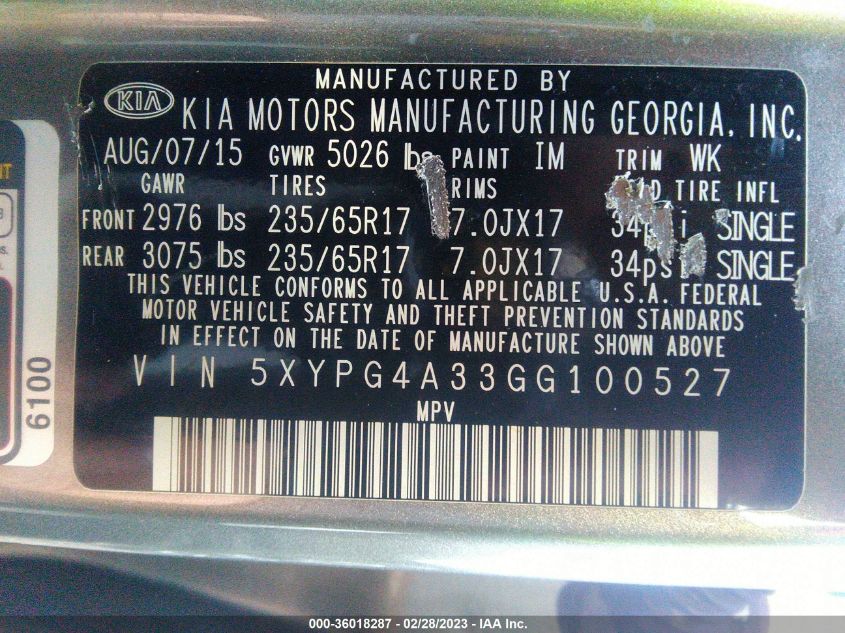 MANUFACTURED BY
KIA KIA MOTORS MANUFACTURING GEORGIA, INC.
AUG/07/15 GVWR 5026 lbs PAINT IM TRIM WK
GAWR TIRES RIMS TIRE INFL
FRONT 2976 lbs 235/65R17 7.0JX17 34psi, SINGLE
REAR 3075 lbs 235/65R17 7.0JX17 34psi, SINGLE
THIS VEHICLE CONFORMS TO ALL APPLICABLE U.S.A. FEDERAL
MOTOR VEHICLE SAFETY AND THEFT PREVENTION STANDARDS
IN EFFECT ON THE DATE OF MANUFACTURE SHOWN ABOVE
VIN 5XYPG4A33GG100527
MPV
6100
000-36018287 - 02/28/2023 - IAA Inc.